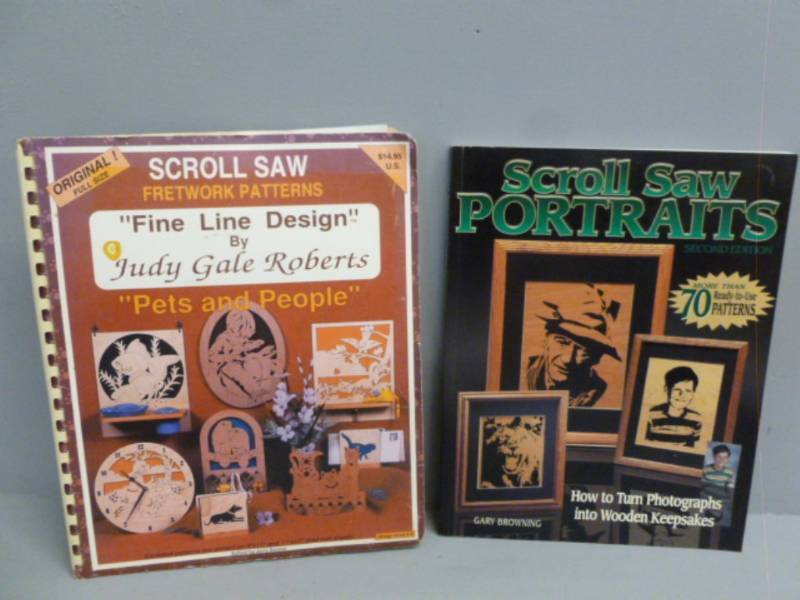 ORIGINAL!
FULL SIZE
SCROLL SAW
FRETWORK PATTERNS
$14.95
U.S.
"Fine Line Design"™
By
Judy Gale Roberts
"Pets and People"
Scroll Saw
PORTRAITS
SECOND EDITION
MORE THAN
70 Ready-to-Use
PATTERNS
How to Turn Photographs
into Wooden Keepsakes
GARY BROWNING